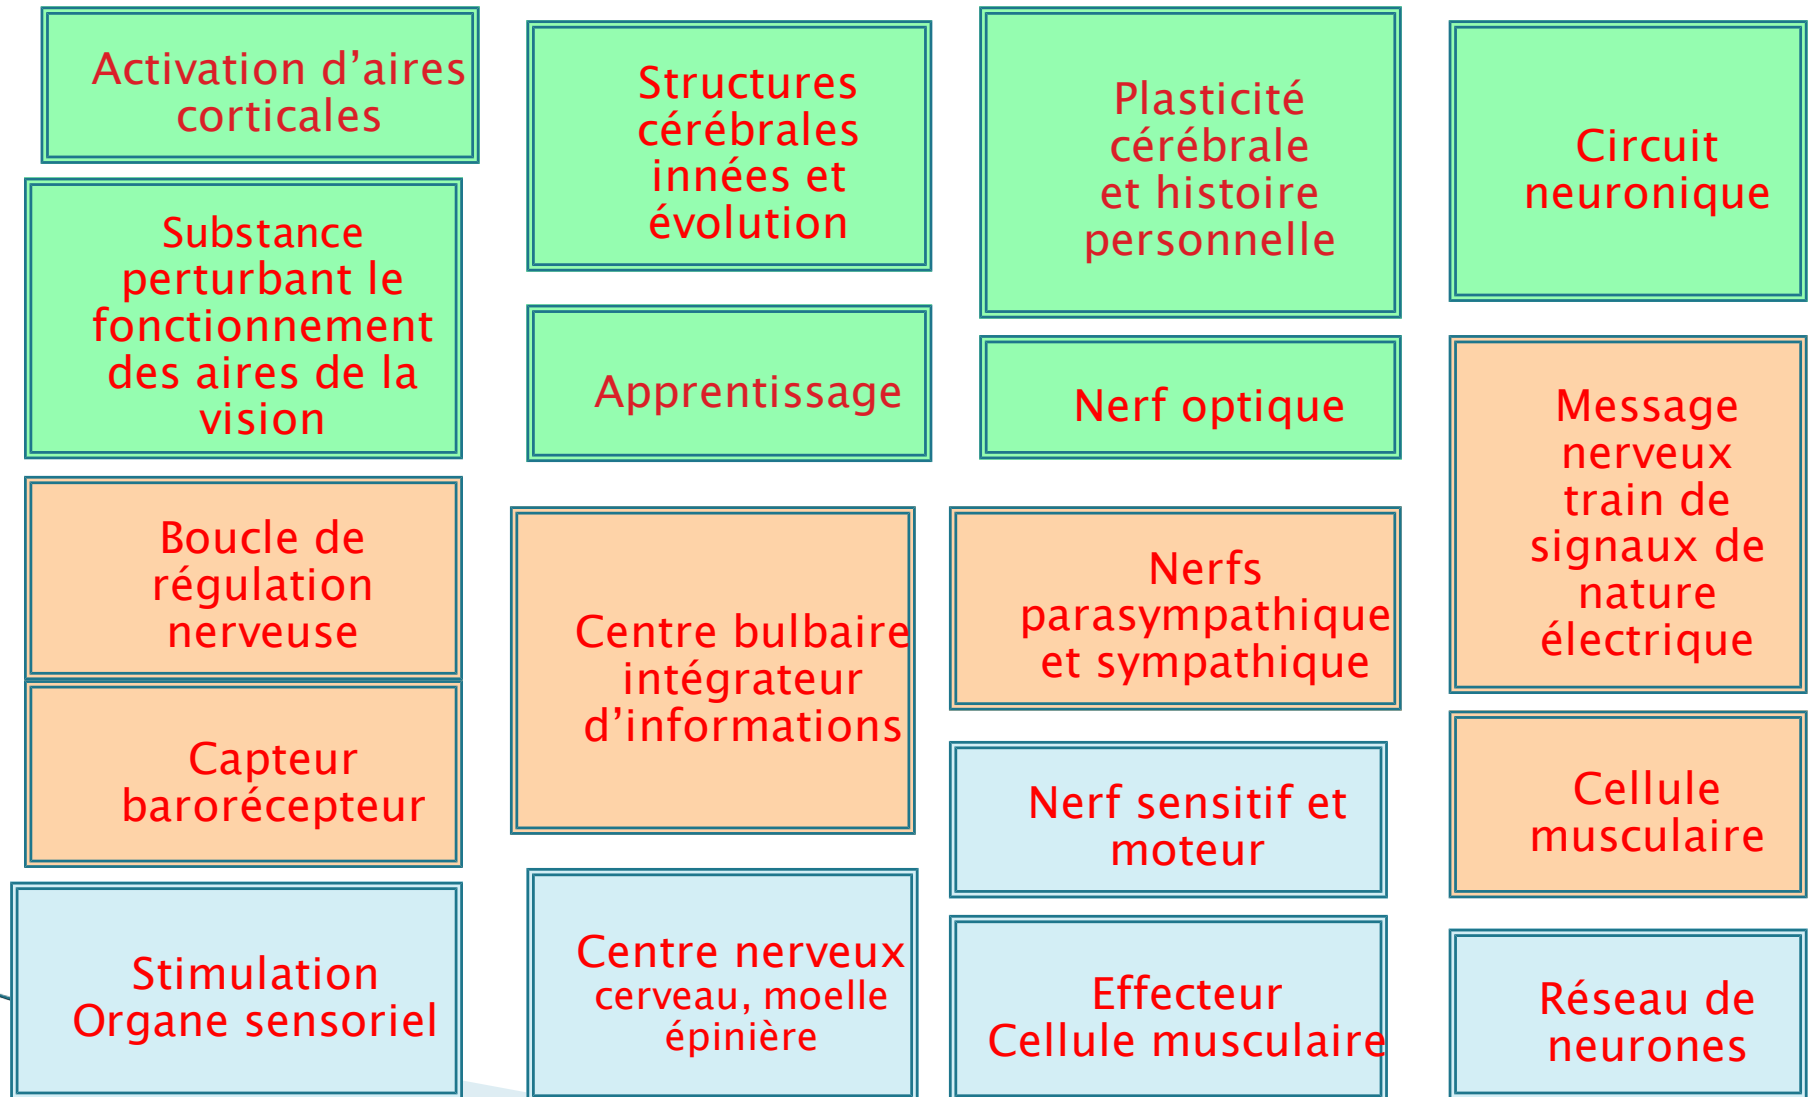 Activation d’aires
corticales
Structures
cérébrales
innées et
évolution
Plasticité
cérébrale
et histoire
personnelle
Circuit
neuronique
Substance
perturbant le
fonctionnement
des aires de la
vision
Apprentissage
Nerf optique
Message
nerveux
train de
signaux de
nature
électrique
Boucle de
régulation
nerveuse
Centre bulbaire
intégrateur
d’informations
Nerfs
parasympathique
et sympathique
Capteur
barorécepteur
Nerf sensitif et
moteur
Cellule
musculaire
Stimulation
Organe sensoriel
Centre nerveux
cerveau, moelle
épinière
Effecteur
Cellule musculaire
Réseau de
neurones